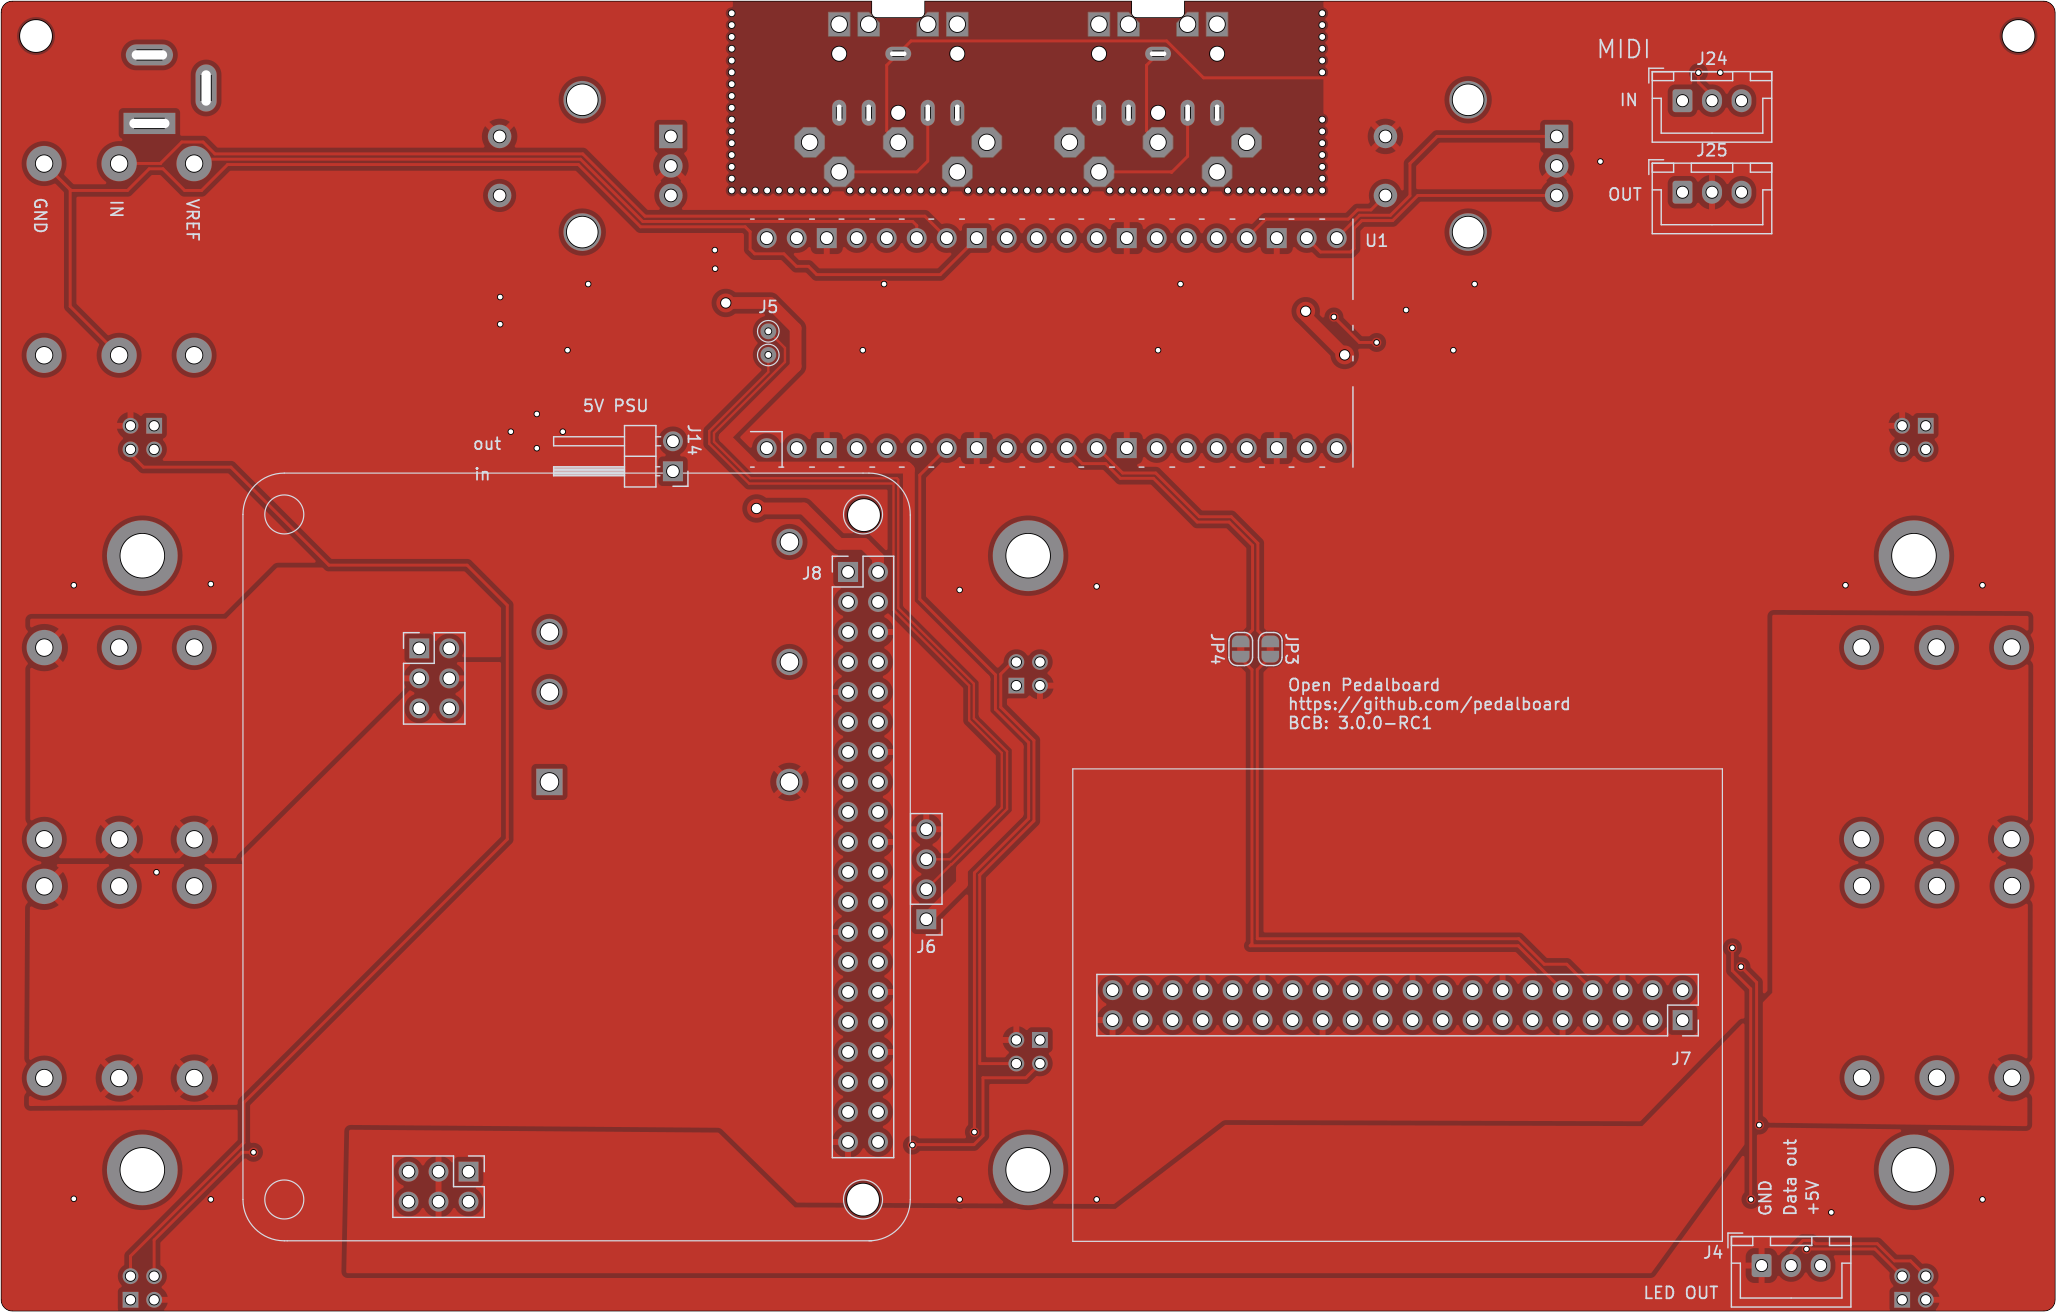 MIDI
J24
IN
J25
OUT
GND
IN
VREF
U1
J5
5V PSU
out
J14
in
J8
JP4
JP3
Open Pedalboard
https://github.com/pedalboard
BCB: 3.0.0-RC1
J6
J7
GND
Data out
+5V
J4
LED OUT